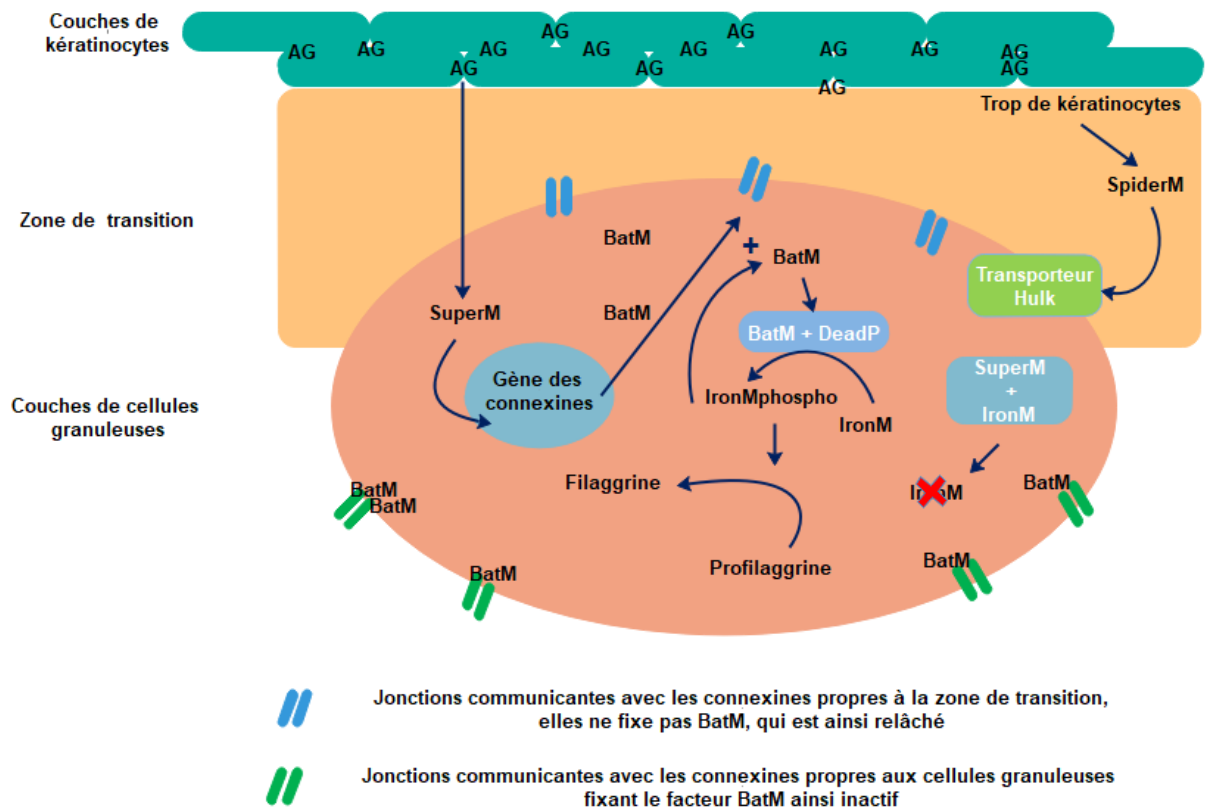 Couches de
kératinocytes
AG
AG
AG
AG
AG
AG
AG
AG
AG
AG
AG
AG
AG
AG
Trop de kératinocytes
SpiderM
Zone de transition
BatM
+
BatM
Transporteur
Hulk
SuperM
BatM
BatM + DeadP
Gène des
connexines
SuperM
+
IronM
Couches de cellules
granuleuses
IronMphospho
IronM
Filaggrine
IronM
BatM
BatM
BatM
BatM
BatM
Profilaggrine
Jonctions communicantes avec les connexines propres à la zone de transition,
elles ne fixe pas BatM, qui est ainsi relâché
Jonctions communicantes avec les connexines propres aux cellules granuleuses
fixant le facteur BatM ainsi inactif